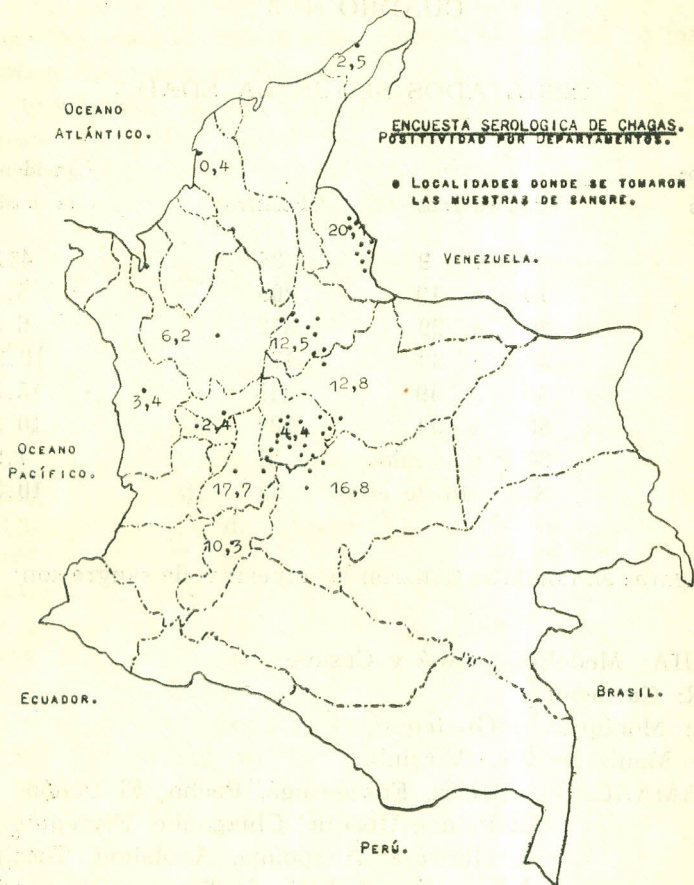 2,5
OCEANO
ATLÁNTICO.
ENCUESTA SEROLOGICA DE CHAGAS.
POSITIVIDAD POR DEPARTAMENTOS.
0,4
• LOCALIDADES DONDE SE TOMARON
LAS MUESTRAS DE SANGRE.
VENEZUELA.
6,2
12,5
12,8
3,4
2,4
4,4
OCEANO
PACÍFICO.
17,7
16,8
10,3
ECUADOR.
BRASIL.
PERÚ.